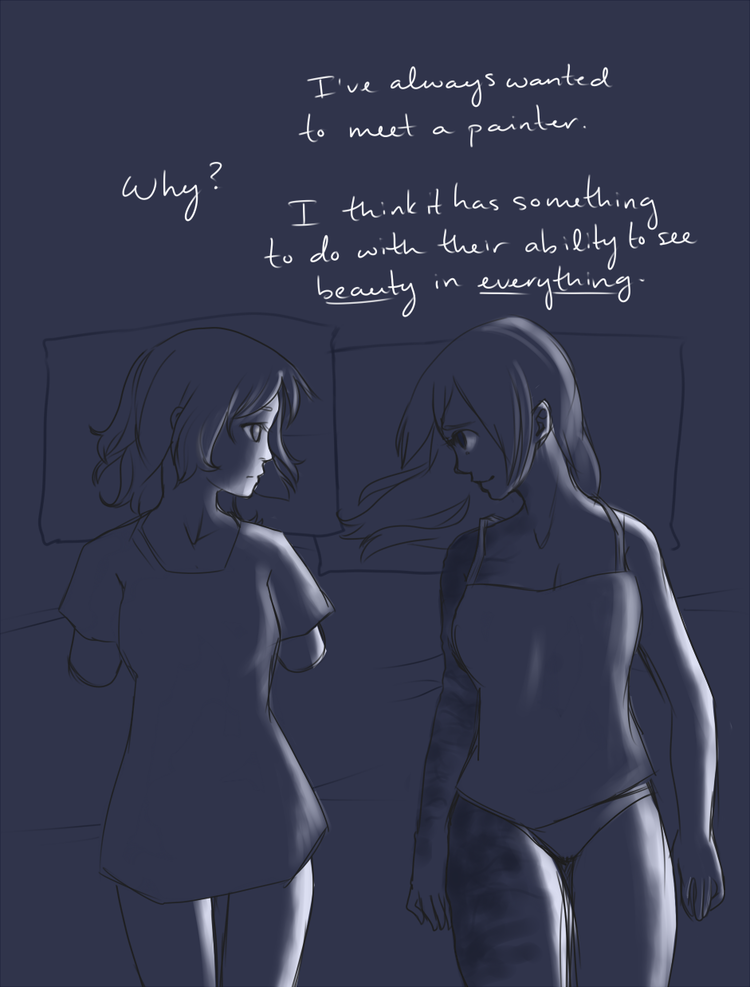 I've always wanted
to meet a painter.
Why?
I think it has something
to do with their ability to see
beauty in everything.